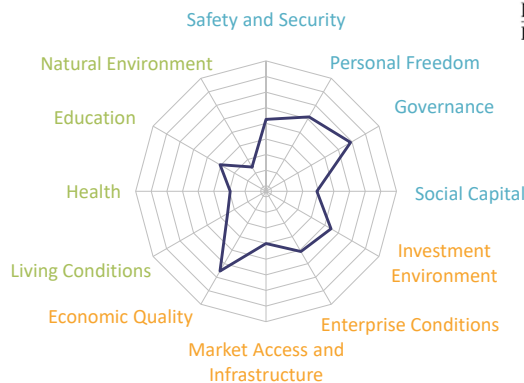 Safety and Security
Natural Environment
Personal Freedom
Education
Governance
Health
Social Capital
Investment
Environment
Living Conditions
Economic Quality
Enterprise Conditions
Market Access and
Infrastructure